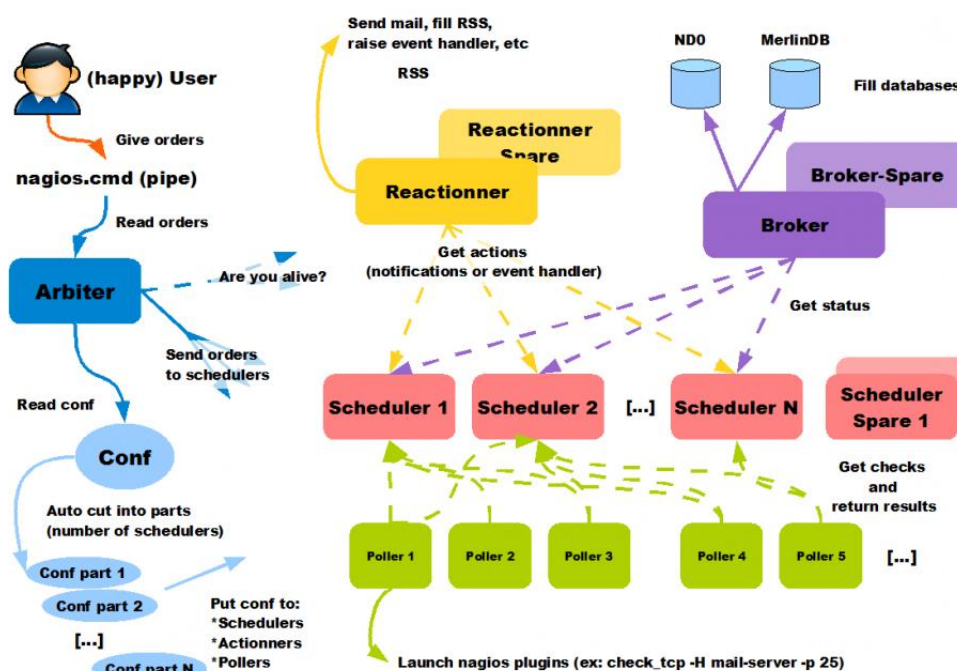 (happy) User
Give orders
nagios.cmd (pipe)
Read orders
Arbiter
Are you alive?
Send orders
to schedulers
Read conf
Conf
Auto cut into parts
(number of schedulers)
Conf part 1
Conf part 2
[...]
Conf part N
Put conf to:
*Schedulers
*Actionners
*Pollers
Send mail, fill RSS,
raise event handler, etc
RSS
Reactionner
Spare
Reactionner
Get actions
(notifications or event handler)
NDO
MerlinDB
Fill databases
Broker-Spare
Broker
Get status
Scheduler 1
Scheduler 2
[...]
Scheduler N
Scheduler
Spare 1
Get checks
and
return results
Poller 1
Poller 2
Poller 3
Poller 4
Poller 5
[...]
Launch nagios plugins (ex: check_tcp -H mail-server -p 25)